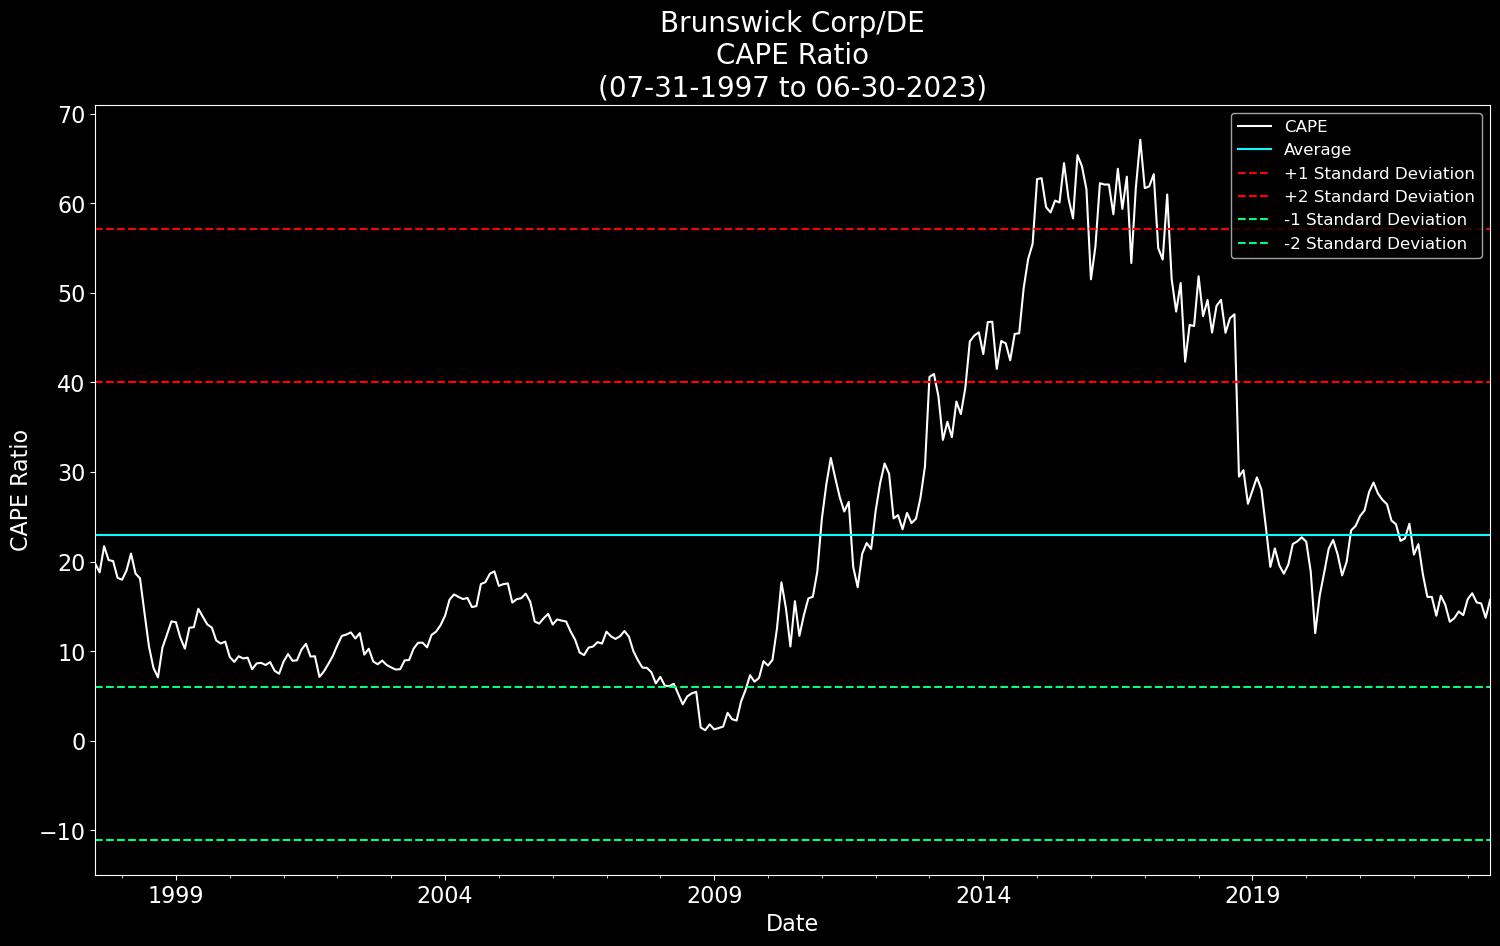 Brunswick Corp/DE
CAPE Ratio
(07-31-1997 to 06-30-2023)
70
60
50
40
30
20
10
0
−10
CAPE Ratio
CAPE
Average
+1 Standard Deviation
+2 Standard Deviation
-1 Standard Deviation
-2 Standard Deviation
1999 2004 2009 2014 2019
Date